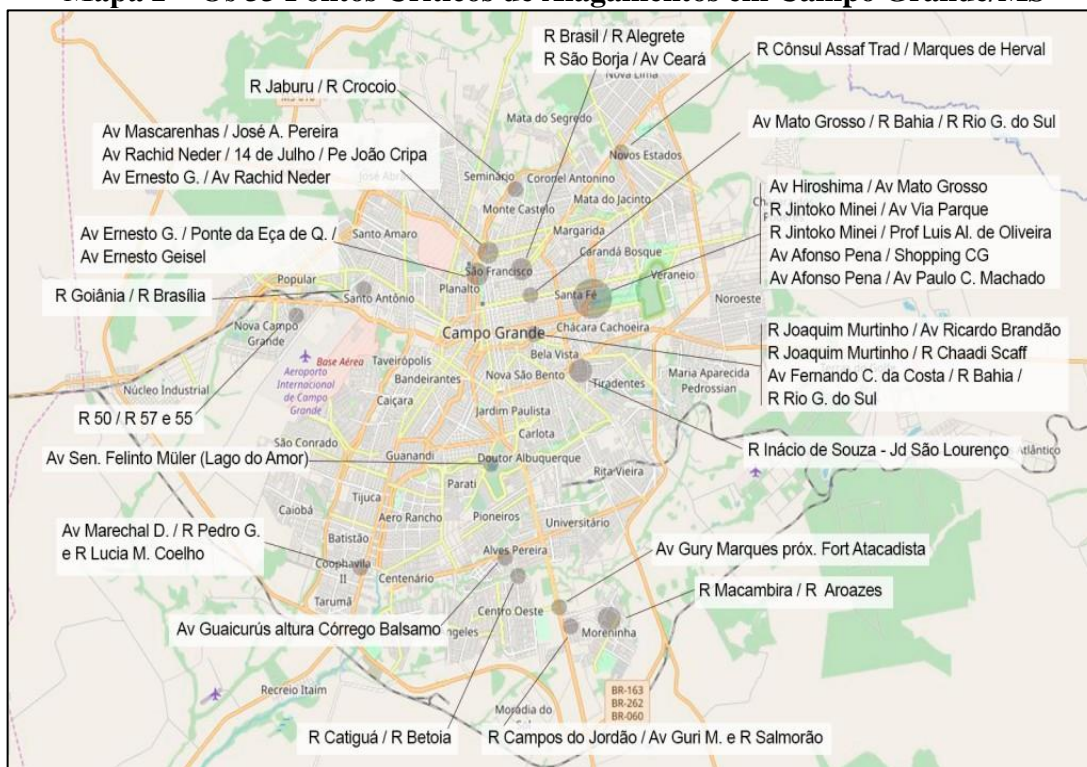 R Brasil / R Alegrete
R São Borja / Av Ceará
R Cônsul Assaf Trad / Marques de Herval
Nova Lima
R Jaburu / R Crocoio
Mata do Segredo
Av Mascarenhas / José A. Pereira
Av Rachid Neder / 14 de Julho / Pe João Cripa
Av Ernesto G. / Av Rachid Neder
Av Mato Grosso / R Bahia / R Rio G. do Sul
Novos Estados
José Abrão
Seminário
Coronel Antonino
Mata do Jacinto
Monte Castelo
Av Hiroshima / Av Mato Grosso
R Jintoko Minei / Av Via Parque
R Jintoko Minei / Prof Luis Al. de Oliveira
Av Afonso Pena / Shopping CG
Av Afonso Pena / Av Paulo C. Machado
Santo Amaro
Margarida
Carandá Bosque
Av Ernesto G. / Ponte da Eça de Q. /
Av Ernesto Geisel
São Francisco
Veraneio
Popular
Planalto
R Goiânia / R Brasília
Santo Antônio
Santa Fé
Noroeste
Nova Campo
Grande
Campo Grande
Chácara Cachoeira
R Joaquim Murtinho / Av Ricardo Brandão
R Joaquim Murtinho / R Chaadi Scaff
Av Fernando C. da Costa / R Bahia /
R Rio G. do Sul
Base Aérea
Aeroporto
Internacional
de Campo
Grande
Taveirópolis
Bela Vista
Bandeirantes
Nova São Bento
Tiradentes
Maria Aparecida
Pedrossian
Núcleo Industrial
Caiçara
R 50 / R 57 e 55
Jardim Paulista
São Conrado
Carlota
Guanandi
R Inácio de Souza - Jd São Lourenço
Atlântico
Av Sen. Felinto Müler (Lago do Amor)
Doutor Albuquerque
Rita Vieira
Parati
Tijuca
Caiobá
Aero Rancho
Pioneiros
Universitário
Av Marechal D. / R Pedro G.
e R Lucia M. Coelho
Batistão
Alves Pereira
Av Gury Marques próx. Fort Atacadista
Coophavila
II
Centenário
R Macambira / R Aroazes
Tarumã
Centro Oeste
Av Guaicurús altura Córrego Balsamo
Moreninha
Recreio Itaim
BR-163
BR-262
BR-060
Moradia do
R Catiguá / R Betoia
R Campos do Jordão / Av Guri M. e R Salmorão